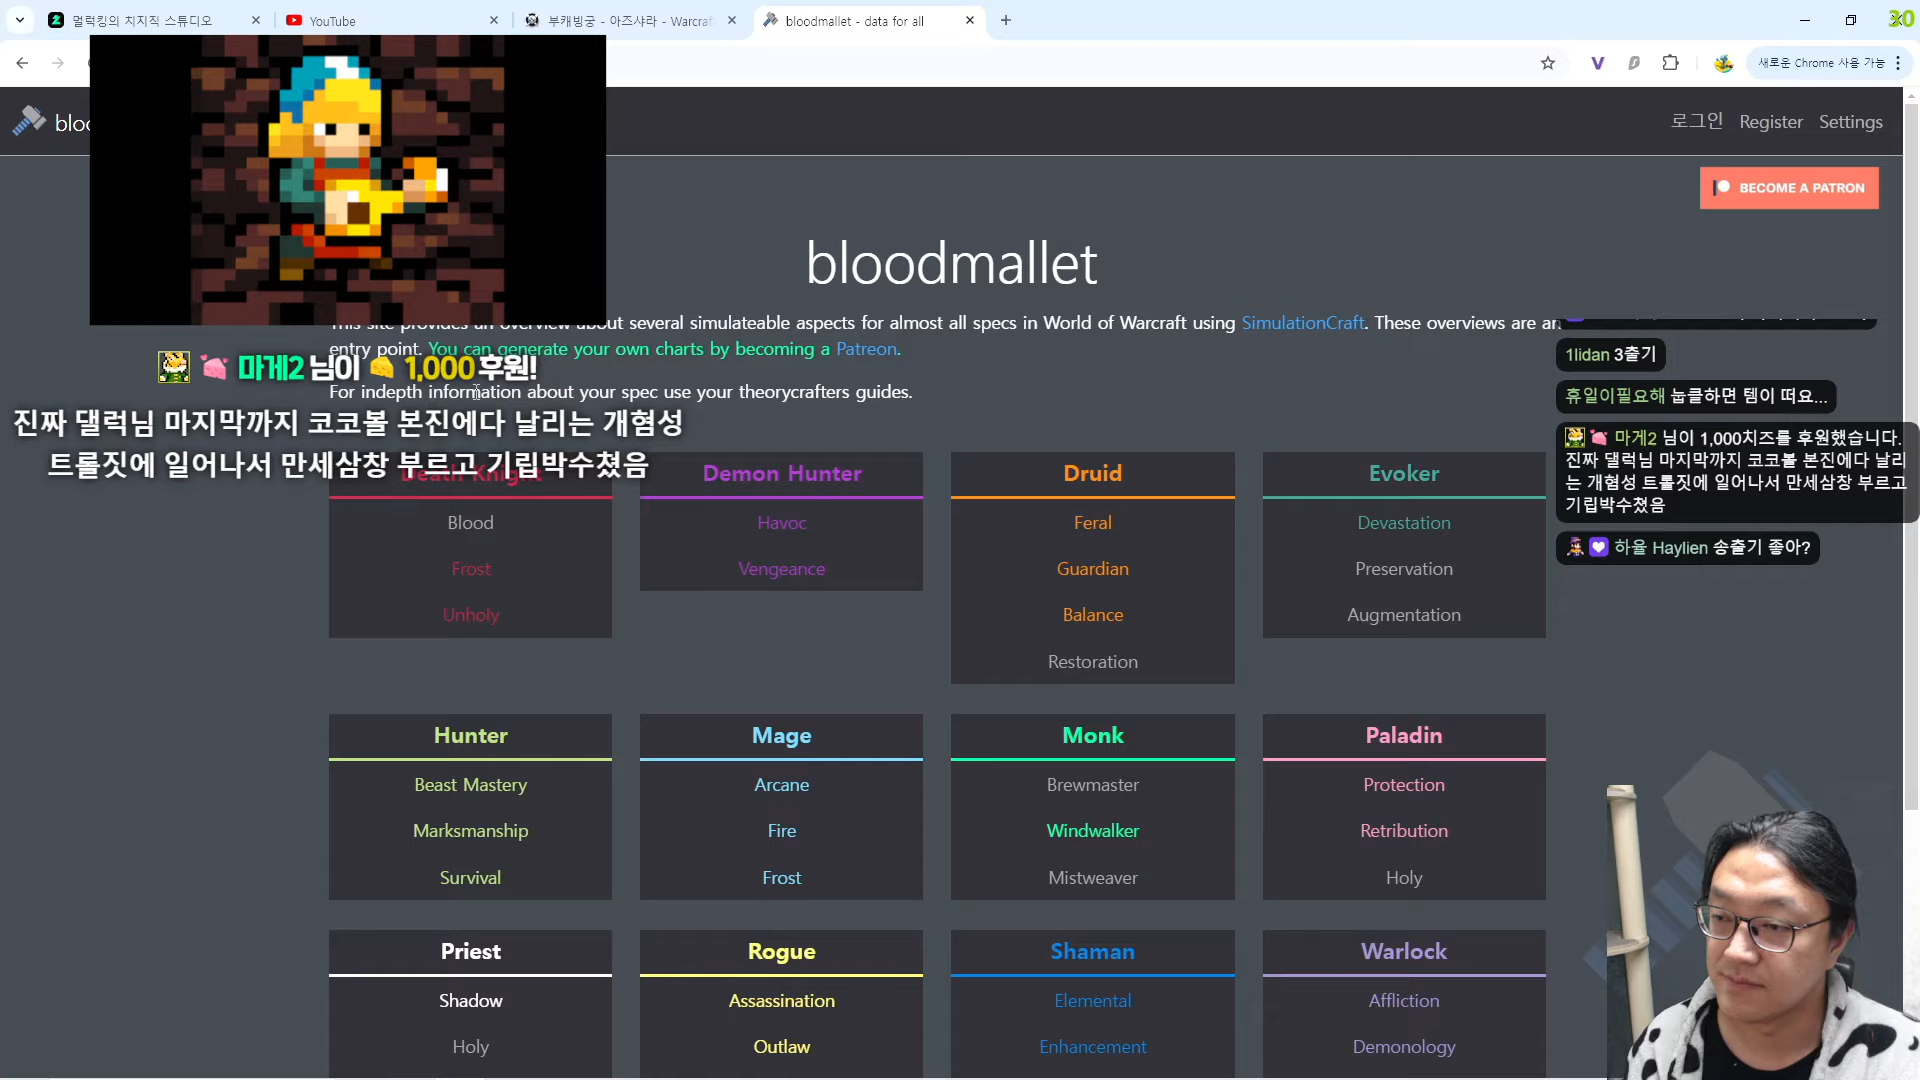 멀럭킹의 치지직 스튜디오
YouTube
부캐빙궁 - 아즈샤라 - Warcraf
bloodmallet - data for all
30
새로운 Chrome 사용 가능
로그인 Register Settings
BECOME A PATRON
bloodmallet
This site provides an overview about several simulateable aspects for almost all specs in World of Warcraft using SimulationCraft. These overviews are an
entry point. You can generate your own charts by becoming a Patreon.
For indepth information about your spec use your theorycrafters guides.
마게2 님이 1,000 후원!
진짜 댈럭님 마지막까지 코코볼 본진에다 날리는 개혐성
트롤짓에 일어나서 만세삼창 부르고 기립박수쳤음
1lidan 3출기
휴일이필요해 눕클하면 템이 떠요...
마게2 님이 1,000치즈를 후원했습니다.
진짜 댈럭님 마지막까지 코코볼 본진에다 날리
는 개혐성 트롤짓에 일어나서 만세삼창 부르고
기립박수쳤음
하율 Haylien 송출기 좋아?
Death Knight
Blood
Frost
Unholy
Demon Hunter
Havoc
Vengeance
Druid
Feral
Guardian
Balance
Restoration
Evoker
Devastation
Preservation
Augmentation
Hunter
Beast Mastery
Marksmanship
Survival
Mage
Arcane
Fire
Frost
Monk
Brewmaster
Windwalker
Mistweaver
Paladin
Protection
Retribution
Holy
Priest
Shadow
Holy
Rogue
Assassination
Outlaw
Shaman
Elemental
Enhancement
Warlock
Affliction
Demonology